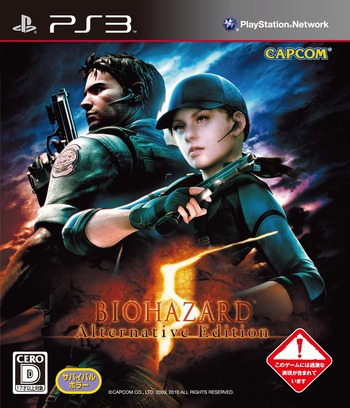 PS3
PlayStation®Network
CAPCOM®
BIOHAZARD®
5
Alternative Edition
CERO
D
17才以上対象
サバイバル
ホラー
このゲームには過激な
表現が含まれて
います
©CAPCOM CO., LTD. 2009, 2010 ALL RIGHTS RESERVED.